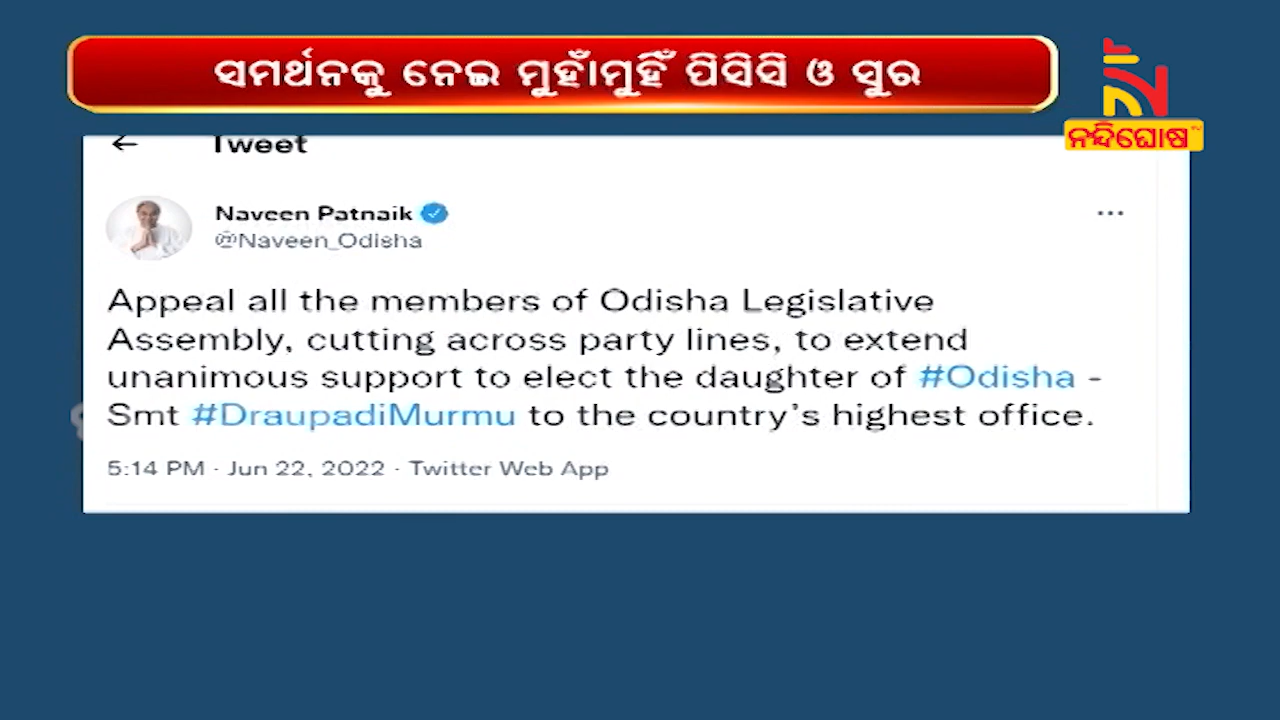 ସମର୍ଥନକୁ ନେଇ ମୁହାଁମୁହିଁ ପିସିସି ଓ ସୁର
ନନ୍ଦିଘୋଷ TV
Tweet
Naveen Patnaik
@Naveen_Odisha
Appeal all the members of Odisha Legislative
Assembly, cutting across party lines, to extend
unanimous support to elect the daughter of #Odisha -
Smt #DraupadiMurmu to the country's highest office.
5:14 PM · Jun 22, 2022 · Twitter Web App